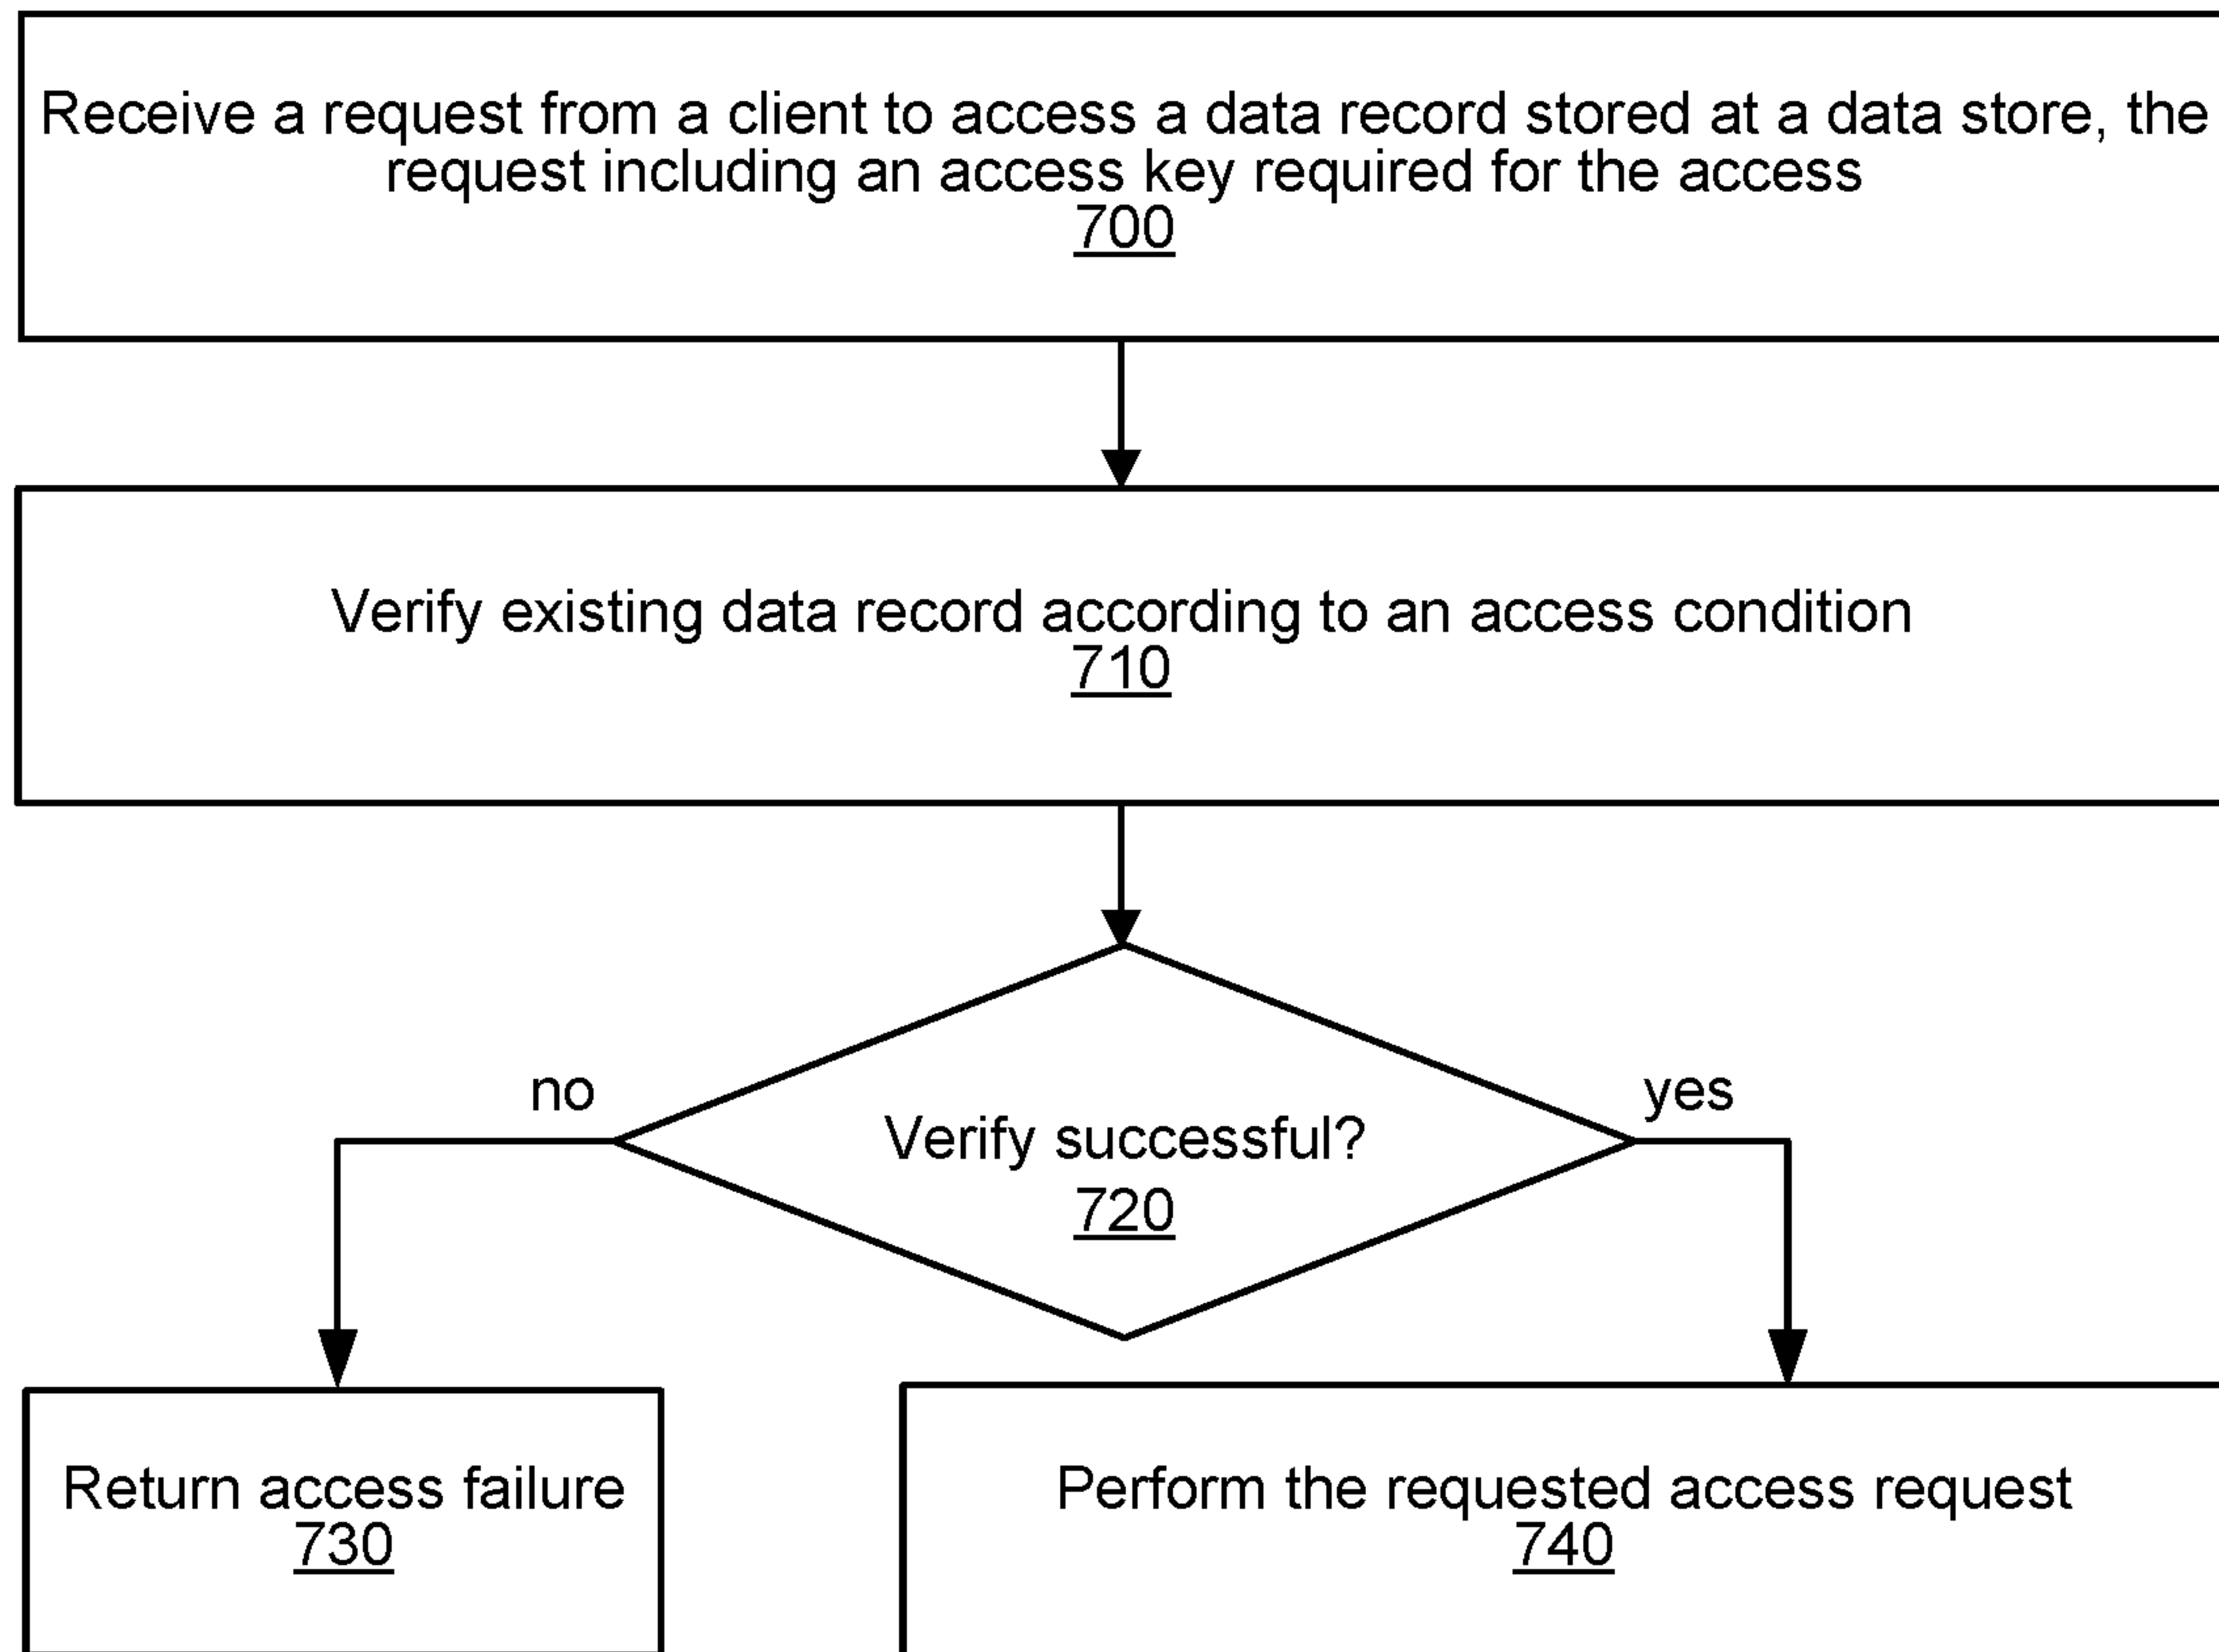 Receive a request from a client to access a data record stored at a data store, the
request including an access key required for the access
700
Verify existing data record according to an access condition
710
no
yes
Verify successful?
720
Return access failure
730
Perform the requested access request
740